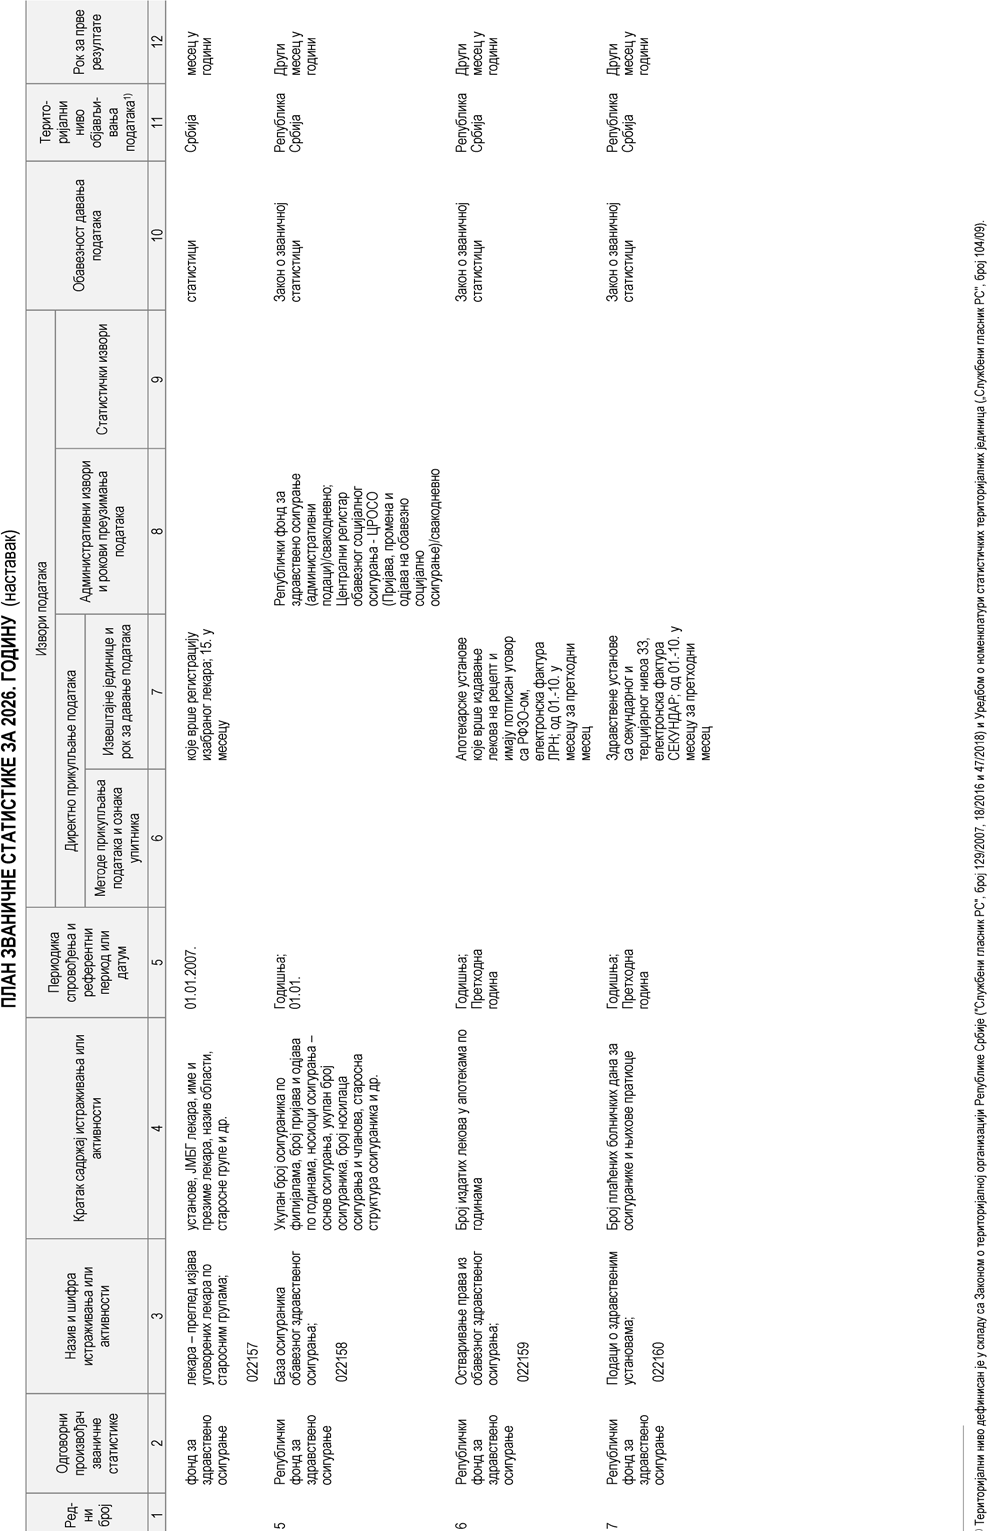 ПЛАН ЗВАНИЧНЕ СТАТИСТИКЕ ЗА 2026. ГОДИНУ (наставак)
Ред-
ни
број
Одговорни
произвођач
званичне
статистике
Назив и шифра
истраживања или
активности
Кратак садржај истраживања или
активности
Периодика
спровођења и
референтни
период или
датум
Извори података
Директно прикупљање података
Методе прикупљања
података и ознака
упитника
Извештајне јединице и
рок за давање података
Административни извори
и рокови преузимања
података
Статистички извори
Обавезност давања
података
Терито-
ријални
ниво
објављи-
вања
података1)
Рок за прве
резултате
1 2 3 4 5 6 7 8 9 10 11 12
фонд за
здравствено
осигурање
лекара – преглед изјава
уговорених лекара по
старосним групама;
022157
установе, ЈМБГ лекара, име и
презиме лекара, назив области,
старосне групе и др.
01.01.2007.
које врше регистрацију
изабраног лекара; 15. у
месецу
статистици
Србија
месец у
години
5
Републички
фонд за
здравствено
осигурање
База осигураника
обавезног здравственог
осигурања;
022158
Укупан број осигураника по
филијалама, број пријава и одјава
по годинама, носиоци осигурања –
основ осигурања, укупан број
осигураника, број носилаца
осигурања и чланова, старосна
структура осигураника и др.
Годишња;
01.01.
Републички фонд за
здравствено осигурање
(административни
подаци)/свакодневно;
Централни регистар
обавезног социјалног
осигурања - ЦРОСО
(Пријава, промена и
одјава на обавезно
социјално
осигурање)/свакодневно
Закон о званичној
статистици
Република
Србија
Други
месец у
години
6
Републички
фонд за
здравствено
осигурање
Остваривање права из
обавезног здравственог
осигурања;
022159
Број издатих лекова у апотекама по
годинама
Годишња;
Претходна
година
Апотекарске установе
које врше издавање
лекова на рецепт и
имају потписан уговор
са РФЗО-ом,
електронска фактура
ЛРН; од 01.-10. у
месецу за претходни
месец
Закон о званичној
статистици
Република
Србија
Други
месец у
години
7
Републички
фонд за
здравствено
осигурање
Подаци о здравственим
установама;
022160
Број плаћених болничких дана за
осигуранике и њихове пратиоце
Годишња;
Претходна
година
Здравствене установе
са секундарног и
терцијарног нивоа ЗЗ,
електронска фактура
СЕКУНДАР; од 01.-10. у
месецу за претходни
месец
Закон о званичној
статистици
Република
Србија
Други
месец у
години
1) Територијални ниво дефинисан је у складу са Законом о територијалној организацији Републике Србије ("Службени гласник РС", број 129/2007, 18/2016 и 47/2018) и Уредбом о номенклатури статистичких територијалних јединица („Службени гласник РС", број 104/09).